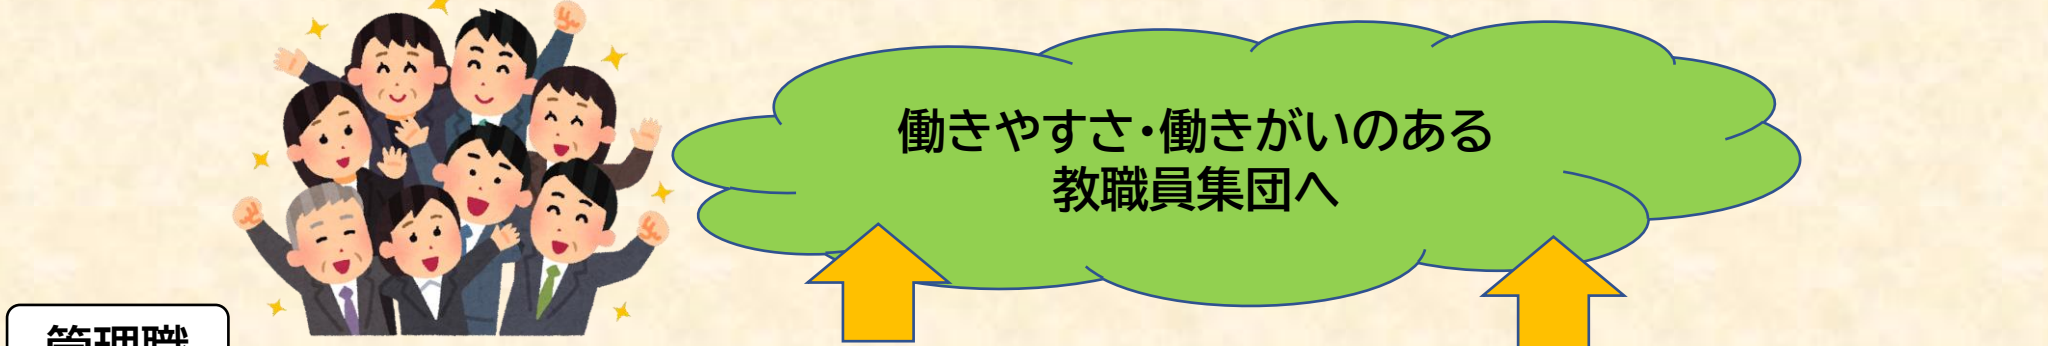 働きやすさ・働きがいのある
教職員集団へ
管理職